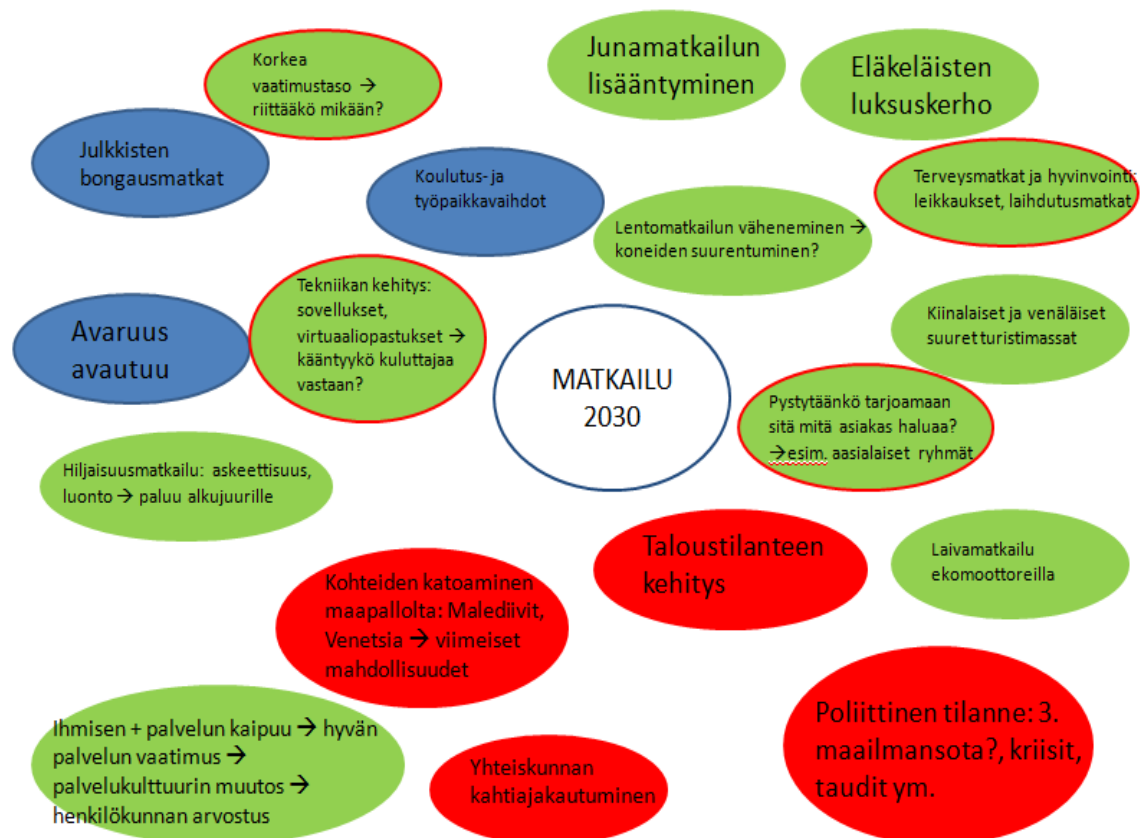 Junamatkailun
lisääntyminen
Korkea
vaatimustaso →
riittääkö mikään?
Eläkeläisten
luksuskerho
Julkkisten
bongausmatkat
Koulutus- ja
työpaikkavaihdot
Terveysmatkat ja hyvinvointi:
leikkaukset, laihdutusmatkat
Lentomatkailun väheneminen →
koneiden suurentuminen?
Tekniikan kehitys:
sovellukset,
virtuaaliopastukset →
kääntyykö kuluttajaa
vastaan?
Avaruus
avautuu
Kiinalaiset ja venäläiset
suuret turistimassat
MATKAILU
2030
Pystytäänkö tarjoamaan
sitä mitä asiakas haluaa?
→esim. aasialaiset ryhmät
Hiljaisuusmatkailu: askeettisuus,
luonto → paluu alkujuurille
Taloustilanteen
kehitys
Laivamatkailu
ekomoottoreilla
Kohteiden katoaminen
maapallolta: Malediivit,
Venetsia → viimeiset
mahdollisuudet
Ihmisen + palvelun kaipuu → hyvän
palvelun vaatimus →
palvelukulttuurin muutos →
henkilökunnan arvostus
Yhteiskunnan
kahtiajakautuminen
Poliittinen tilanne: 3.
maailmansota?, kriisit,
taudit ym.